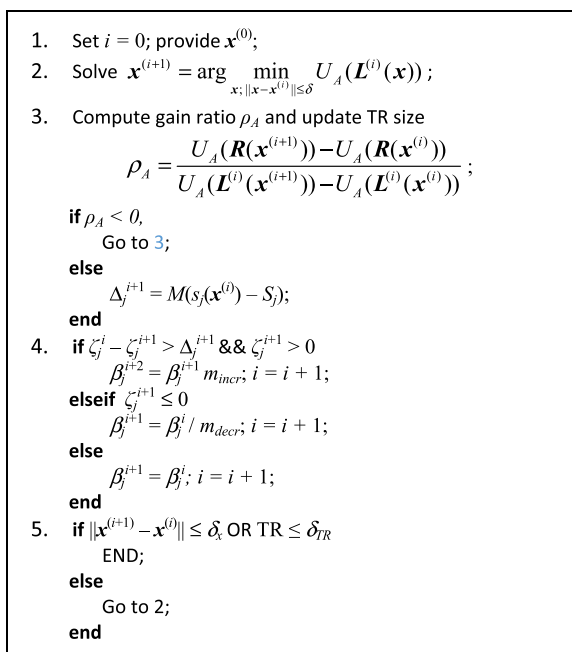 1. Set i = 0; provide x^(0);
2. Solve x^(i+1) = arg min_{x; ||x−x^(i)||≤δ} U_A(L^(i)(x));
3. Compute gain ratio ρ_A and update TR size
ρ_A = (U_A(R(x^(i+1)))−U_A(R(x^(i)))) / (U_A(L^(i)(x^(i+1)))−U_A(L^(i)(x^(i)))) ;
if ρ_A < 0,
Go to 3;
else
Δ_j^{i+1} = M(s_j(x^(i)) – S_j);
end
4. if ζ_j^i – ζ_j^{i+1} > Δ_j^{i+1} && ζ_j^{i+1} > 0
β_j^{i+2} = β_j^{i+1} m_incr; i = i + 1;
elseif ζ_j^{i+1} ≤ 0
β_j^{i+1} = β_j^i / m_decr; i = i + 1;
else
β_j^{i+1} = β_j^i; i = i + 1;
end
5. if ||x^(i+1) – x^(i)|| ≤ δ_x OR TR ≤ δ_TR
END;
else
Go to 2;
end